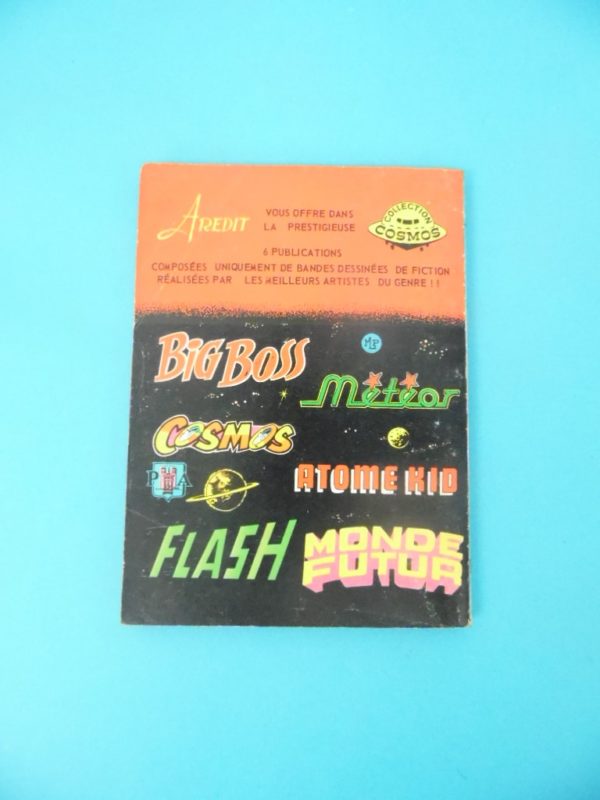 AREDIT
VOUS OFFRE DANS
LA PRESTIGIEUSE
COLLECTION
COSMOS
6 PUBLICATIONS
COMPOSÉES UNIQUEMENT DE BANDES DESSINÉES DE FICTION
RÉALISÉES PAR LES MEILLEURS ARTISTES DU GENRE !!
BIG BOSS
MP
Météor
COSMOS
P A
ATOME KID
FLASH
MONDE
FUTUR